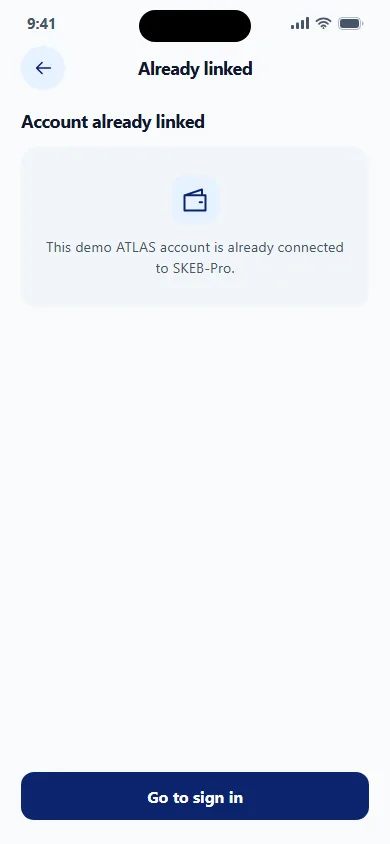 9:41
Already linked
Account already linked
This demo ATLAS account is already connected
to SKEB-Pro.
Go to sign in